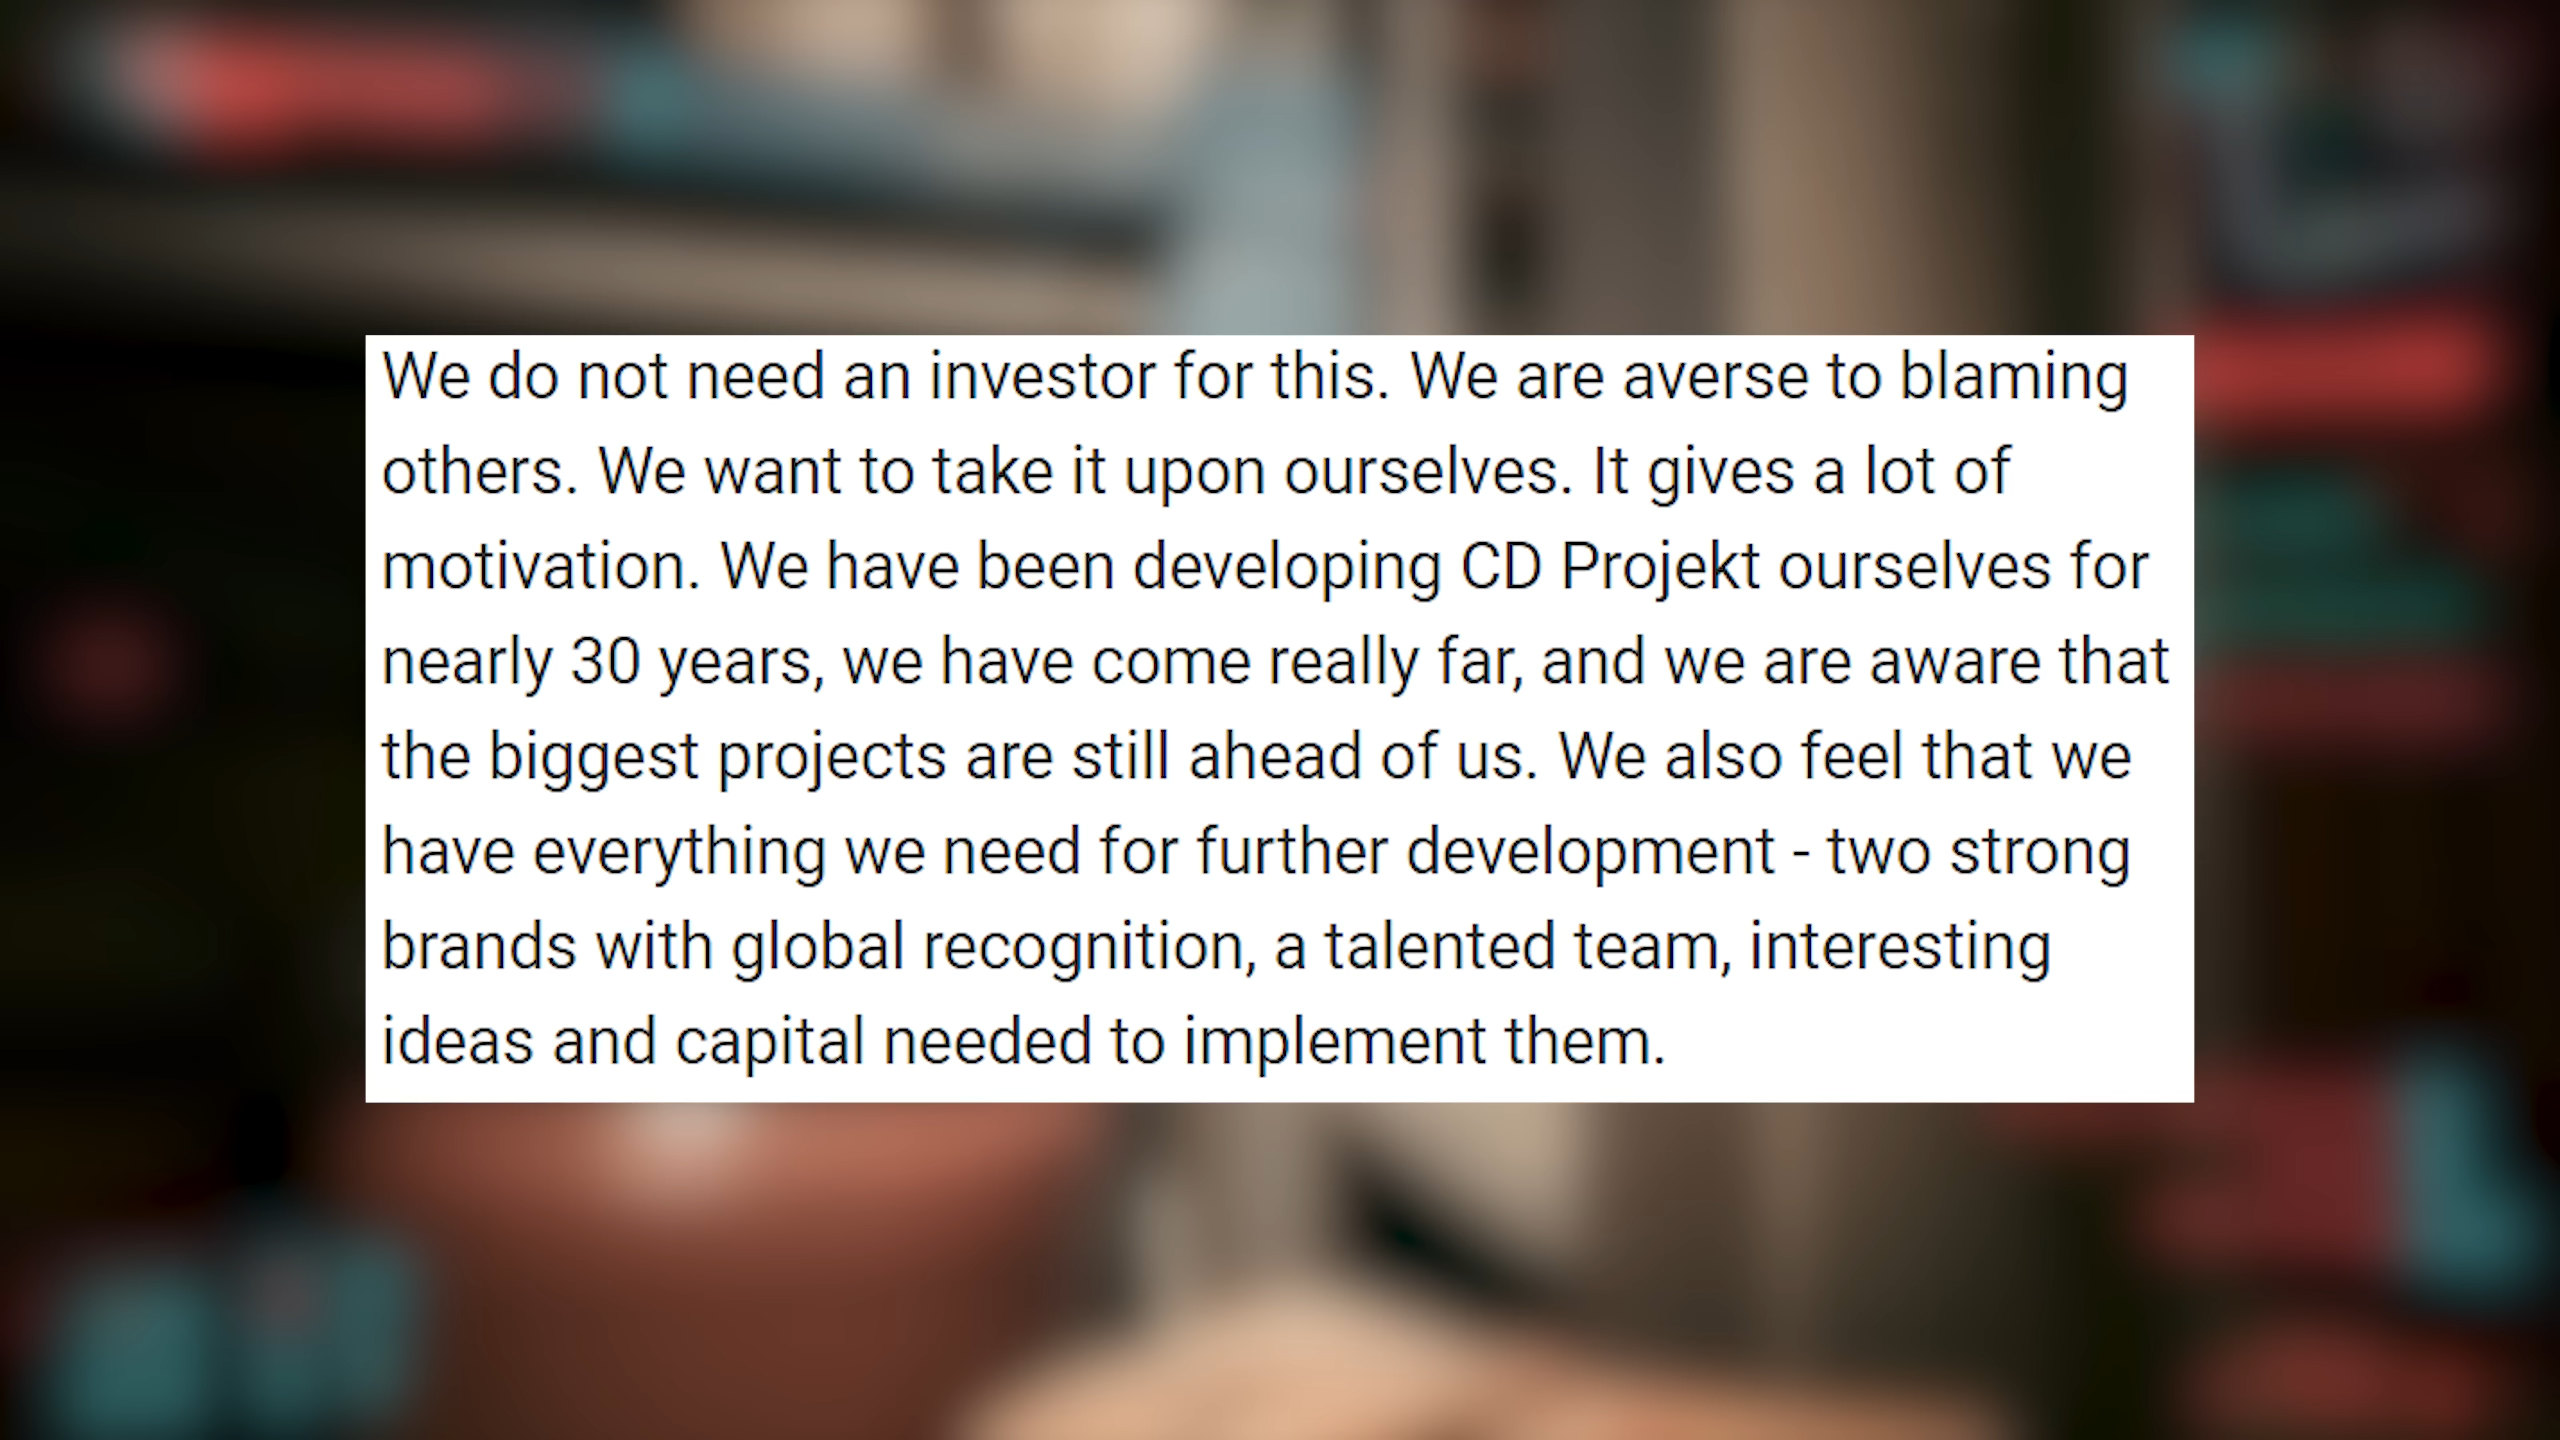 We do not need an investor for this. We are averse to blaming
others. We want to take it upon ourselves. It gives a lot of
motivation. We have been developing CD Projekt ourselves for
nearly 30 years, we have come really far, and we are aware that
the biggest projects are still ahead of us. We also feel that we
have everything we need for further development - two strong
brands with global recognition, a talented team, interesting
ideas and capital needed to implement them.